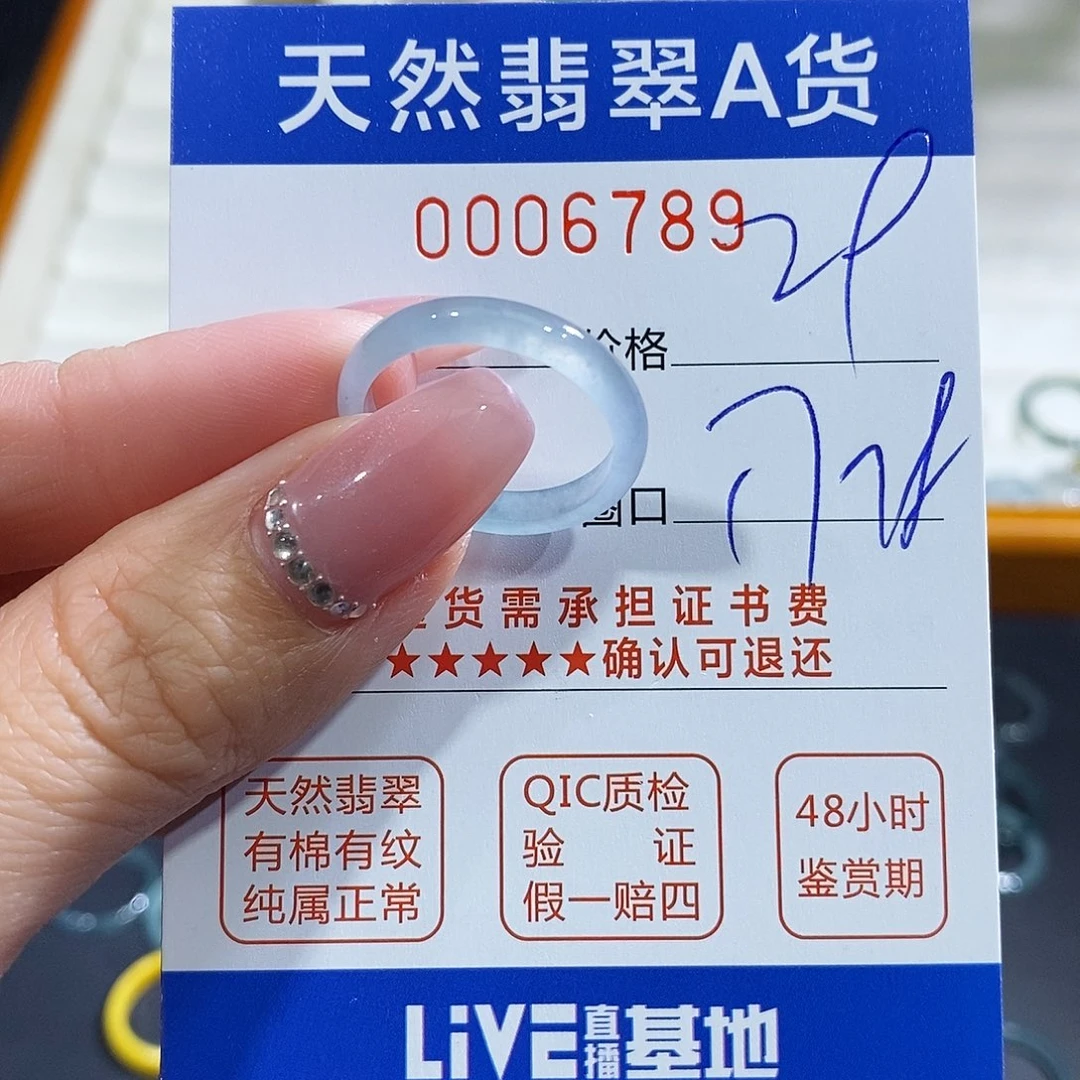 天然翡翠A货
0006789
价格
圈口
货需承担证书费
★★★★★确认可退还
天然翡翠
有棉有纹
纯属正常
QIC质检
验 证
假一赔四
48小时
鉴赏期
LiVE直播基地